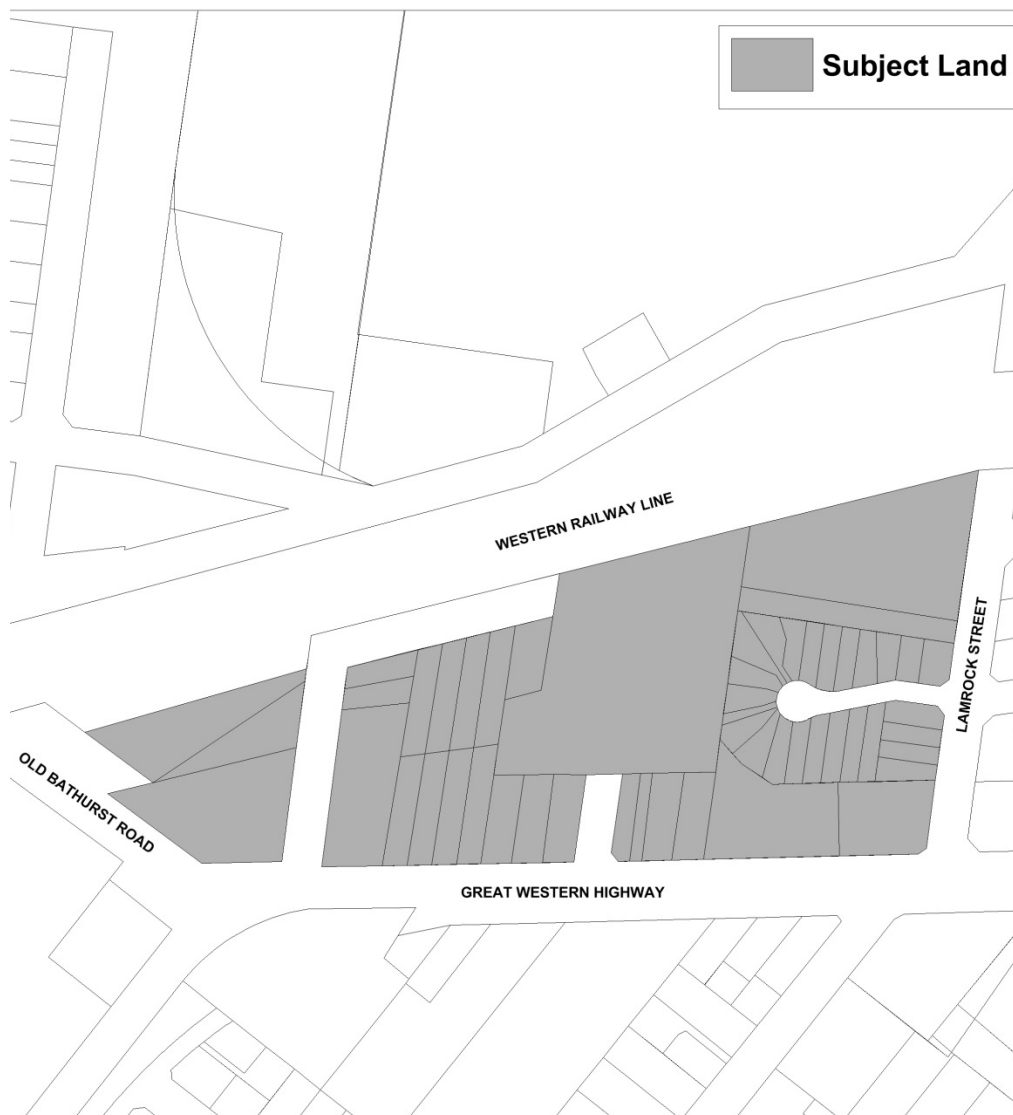 Subject Land
WESTERN RAILWAY LINE
LAMROCK STREET
OLD BATHURST ROAD
GREAT WESTERN HIGHWAY